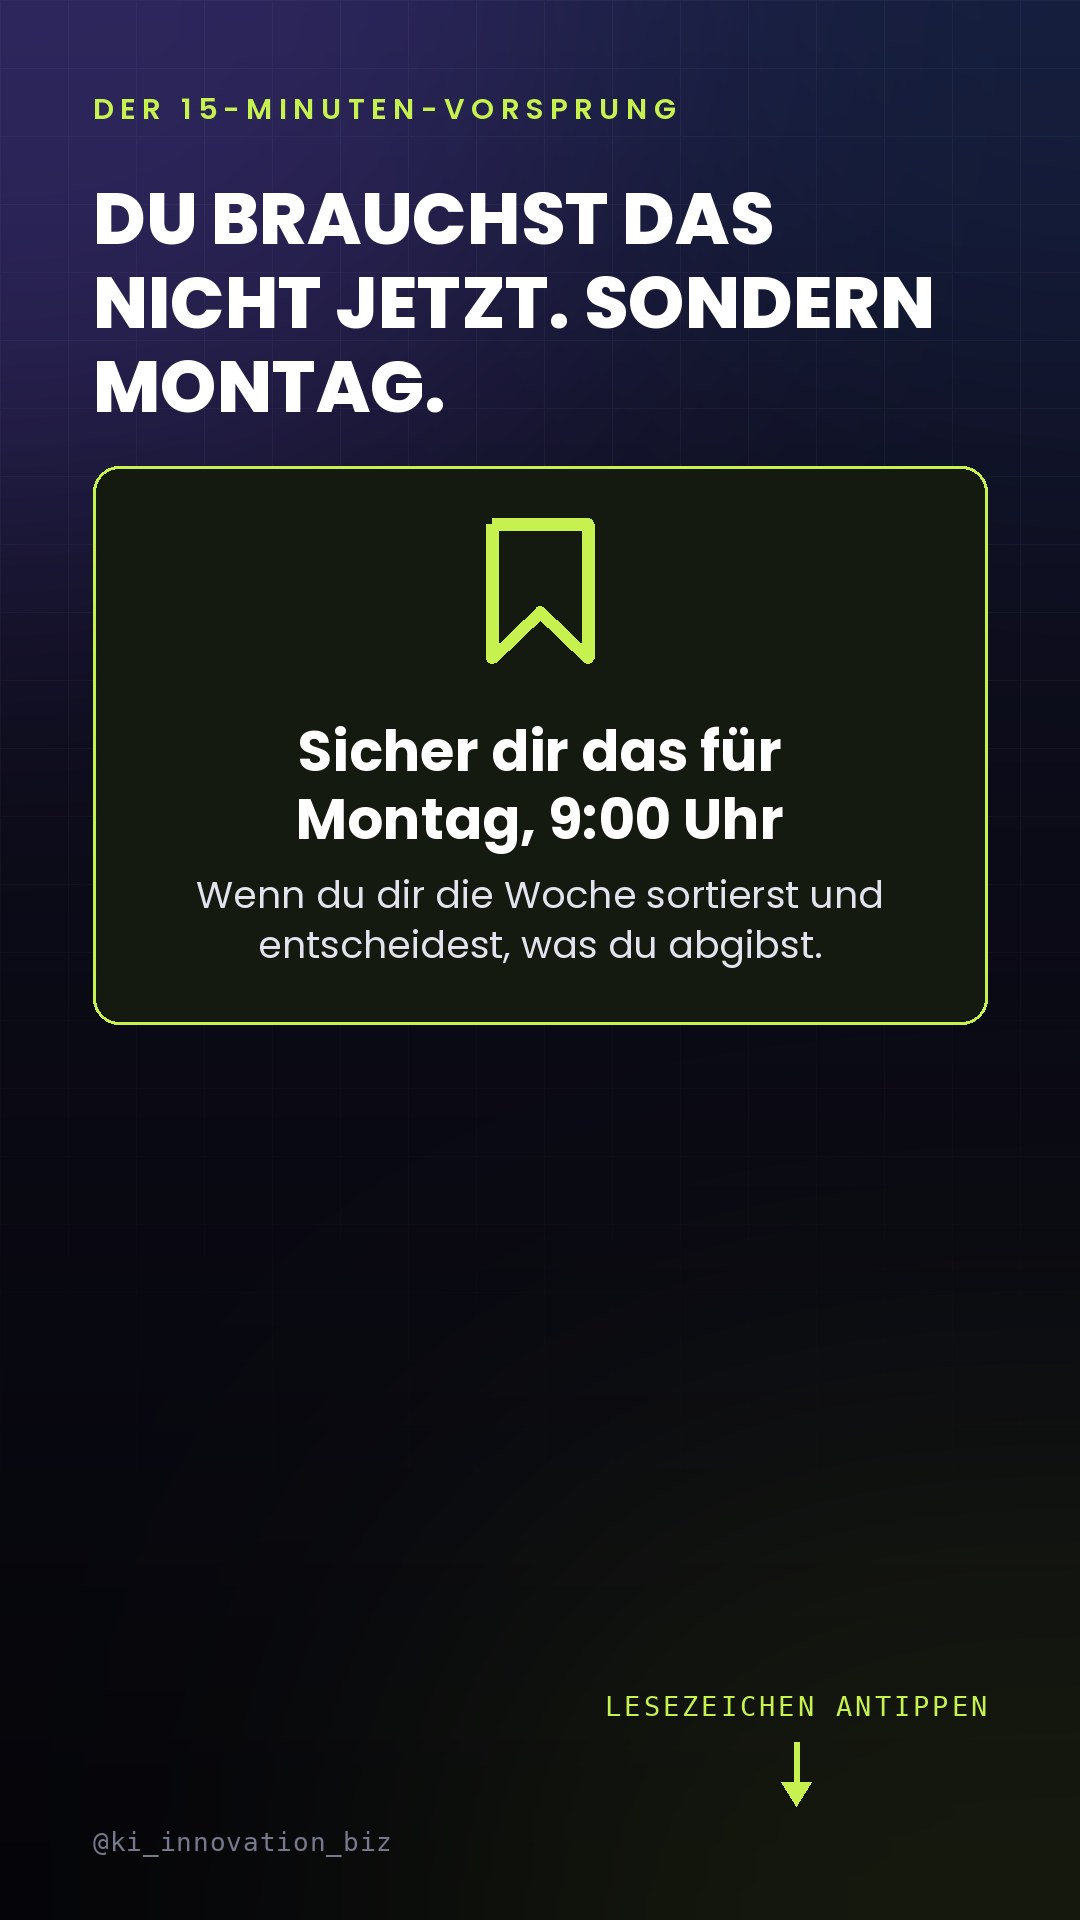 DER 15-MINUTEN-VORSPRUNG
DU BRAUCHST DAS
NICHT JETZT. SONDERN
MONTAG.
Sicher dir das für
Montag, 9:00 Uhr
Wenn du dir die Woche sortierst und
entscheidest, was du abgibst.
LESEZEICHEN ANTIPPEN
@ki_innovation_biz